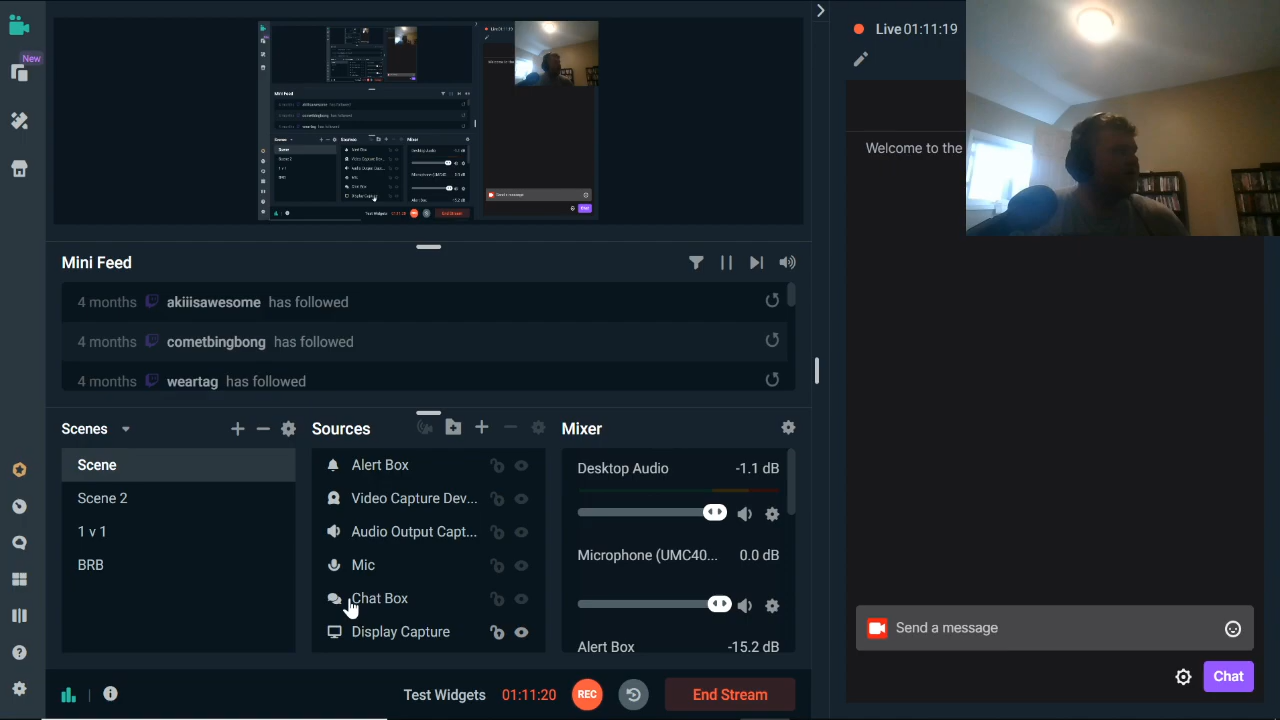 New
Live 01:11:19
Welcome to the
Mini Feed
4 months akiiisawesome has followed
4 months cometbingbong has followed
4 months weartag has followed
Scenes
Scene
Scene 2
1 v 1
BRB
Sources
Alert Box
Video Capture Dev...
Audio Output Capt...
Mic
Chat Box
Display Capture
Mixer
Desktop Audio -1.1 dB
Microphone (UMC40... 0.0 dB
Alert Box -15.2 dB
Send a message
Chat
Test Widgets 01:11:20 REC End Stream